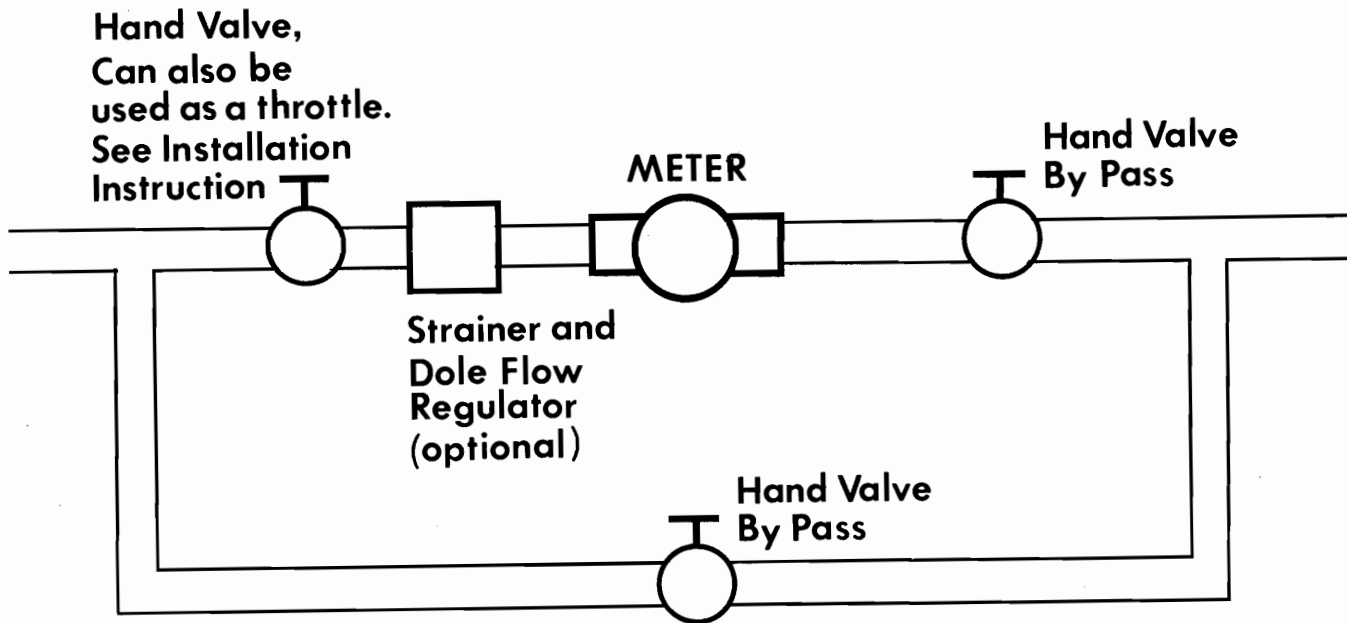 Hand Valve,
Can also be
used as a throttle.
See Installation
Instruction
METER
Hand Valve
By Pass
Strainer and
Dole Flow
Regulator
(optional)
Hand Valve
By Pass